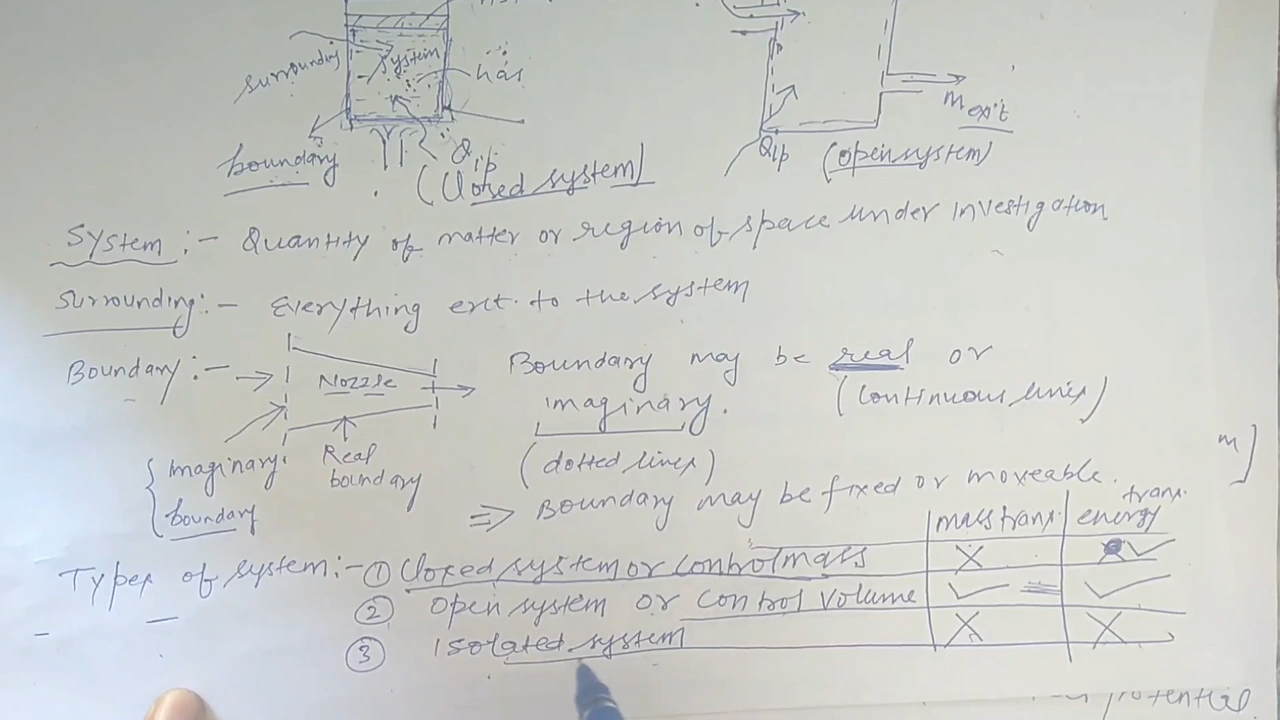 surrounding
system
has
m exit
boundary
Qip
Qip
(Closed system)
(open system)
System :- Quantity of matter or region of space under investigation
Surrounding:- Everything ext. to the system
Boundary :-
Nozzle
Boundary may be real or
imaginary.
(continuous lines)
Imaginary
boundary
Real
boundary
(dotted lines)
m]
⇒ Boundary may be fixed or moveable.
mass trans. energy trans.
Types of system:- ① Closed system or control mass X ✓
② open system or control volume ✓ ✓
③ Isolated system X X
potential